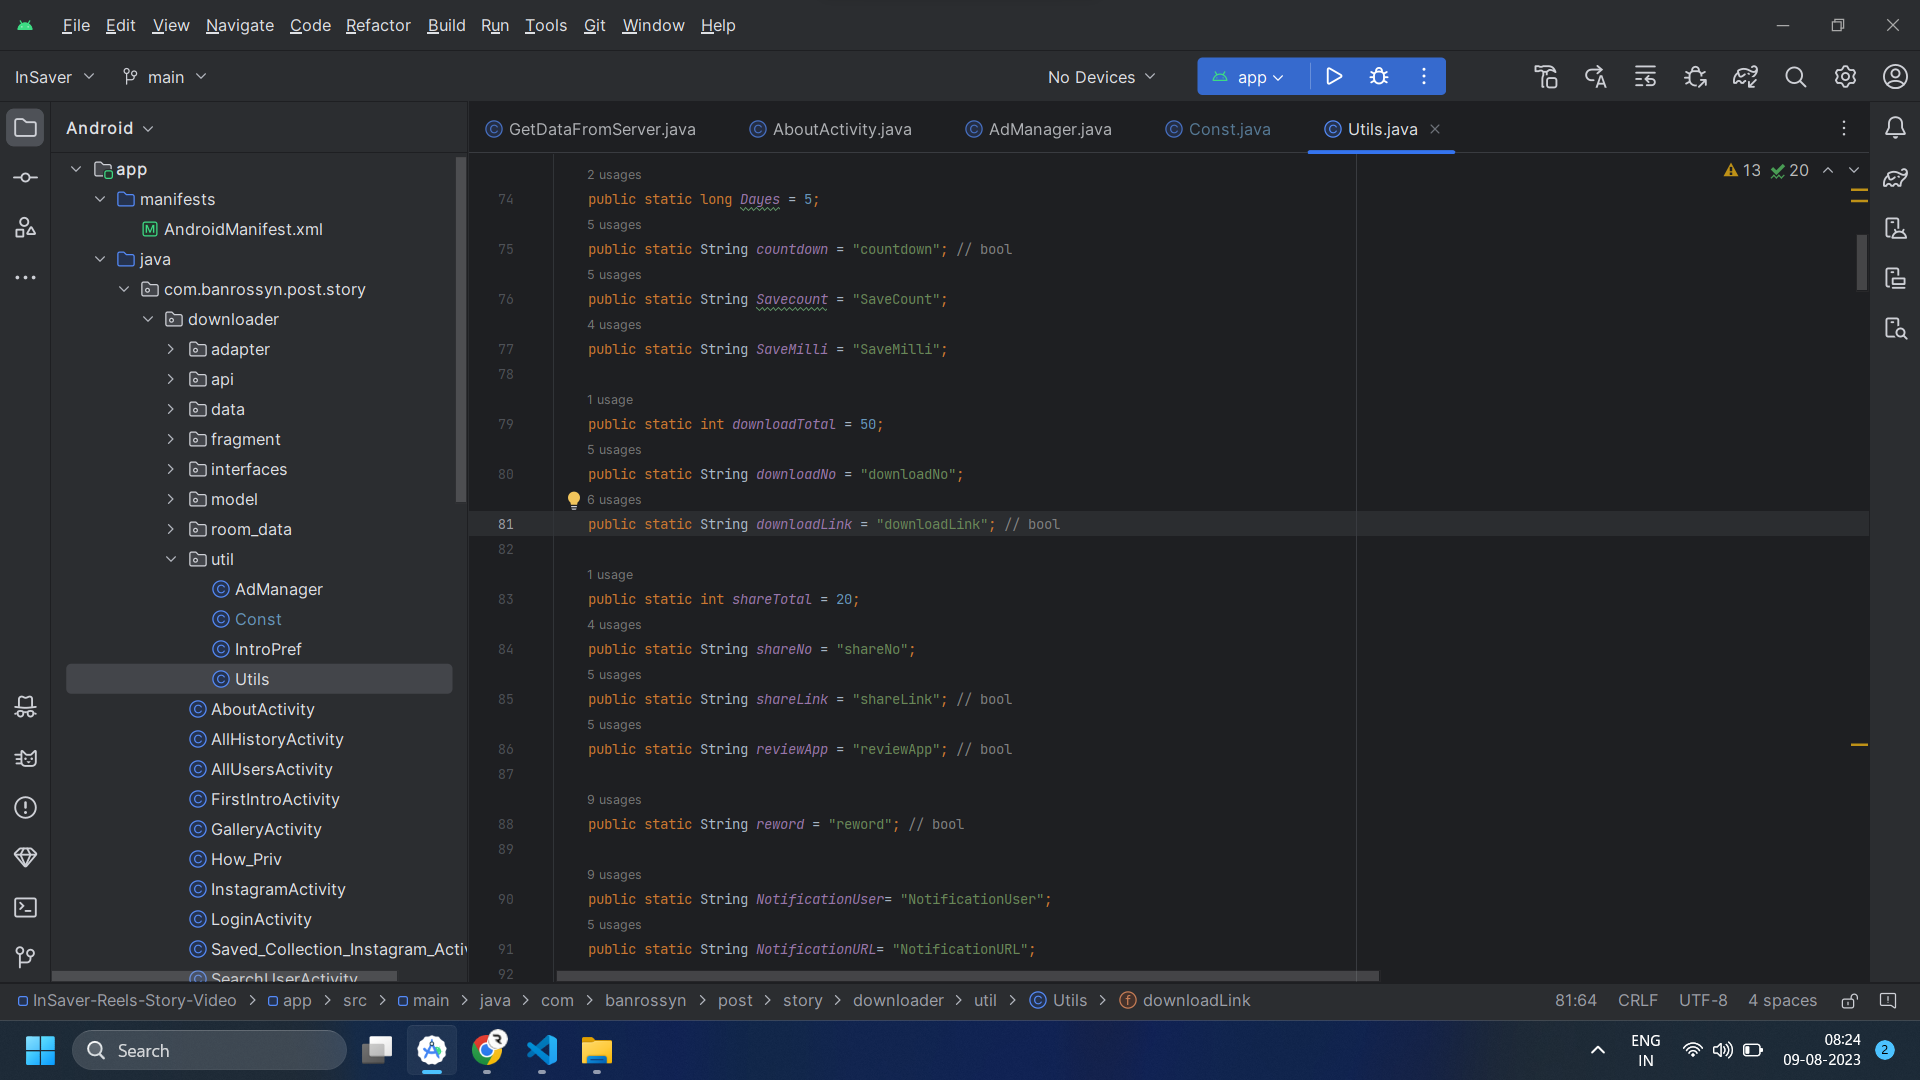 File Edit View Navigate Code Refactor Build Run Tools Git Window Help
InSaver main No Devices app
Android
GetDataFromServer.java AboutActivity.java AdManager.java Const.java Utils.java
13 20
app
manifests
AndroidManifest.xml
java
com.banrossyn.post.story
downloader
adapter
api
data
fragment
interfaces
model
room_data
util
AdManager
Const
IntroPref
Utils
AboutActivity
AllHistoryActivity
AllUsersActivity
FirstIntroActivity
GalleryActivity
How_Priv
InstagramActivity
LoginActivity
Saved_Collection_Instagram_Activ
SearchUserActivity
2 usages
74 public static long Dayes = 5;
5 usages
75 public static String countdown = "countdown"; // bool
5 usages
76 public static String Savecount = "SaveCount";
4 usages
77 public static String SaveMilli = "SaveMilli";
78
1 usage
79 public static int downloadTotal = 50;
5 usages
80 public static String downloadNo = "downloadNo";
6 usages
81 public static String downloadLink = "downloadLink"; // bool
82
1 usage
83 public static int shareTotal = 20;
4 usages
84 public static String shareNo = "shareNo";
5 usages
85 public static String shareLink = "shareLink"; // bool
5 usages
86 public static String reviewApp = "reviewApp"; // bool
87
9 usages
88 public static String reword = "reword"; // bool
89
9 usages
90 public static String NotificationUser= "NotificationUser";
5 usages
91 public static String NotificationURL= "NotificationURL";
92
InSaver-Reels-Story-Video > app > src > main > java > com > banrossyn > post > story > downloader > util > Utils > downloadLink 81:64 CRLF UTF-8 4 spaces
Search
ENG
IN
08:24
09-08-2023
2